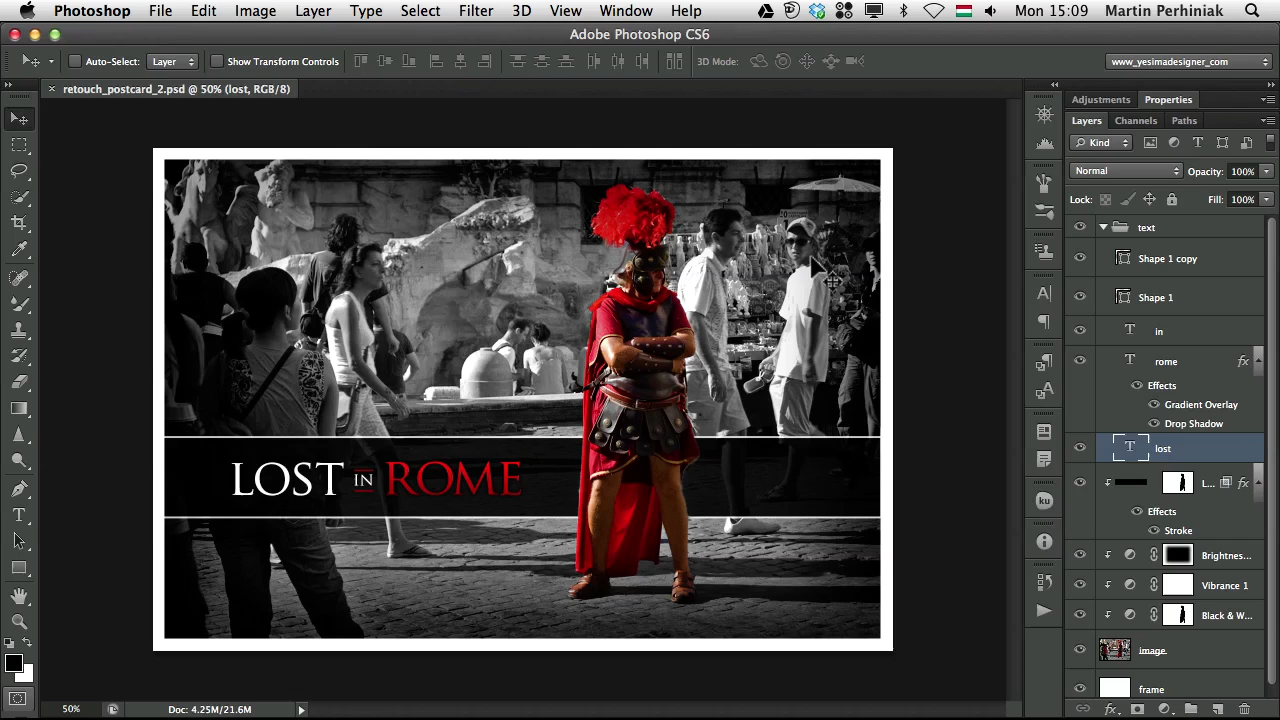 Photoshop File Edit Image Layer Type Select Filter 3D View Window Help Mon 15:09 Martin Perhiniak
Adobe Photoshop CS6
Auto-Select: Layer Show Transform Controls 3D Mode: www_yesimadesigner_com
× retouch_postcard_2.psd @ 50% (lost, RGB/8)
Adjustments Properties
Layers Channels Paths
Kind T
Normal Opacity: 100%
Lock: Fill: 100%
text
Shape 1 copy
Shape 1
T in
T rome fx
Effects
Gradient Overlay
Drop Shadow
T lost
L... fx
Effects
Stroke
Brightnes...
Vibrance 1
Black & W...
image
frame
fx
A
A
ku
T
LOST IN ROME
50% Doc: 4.25M/21.6M